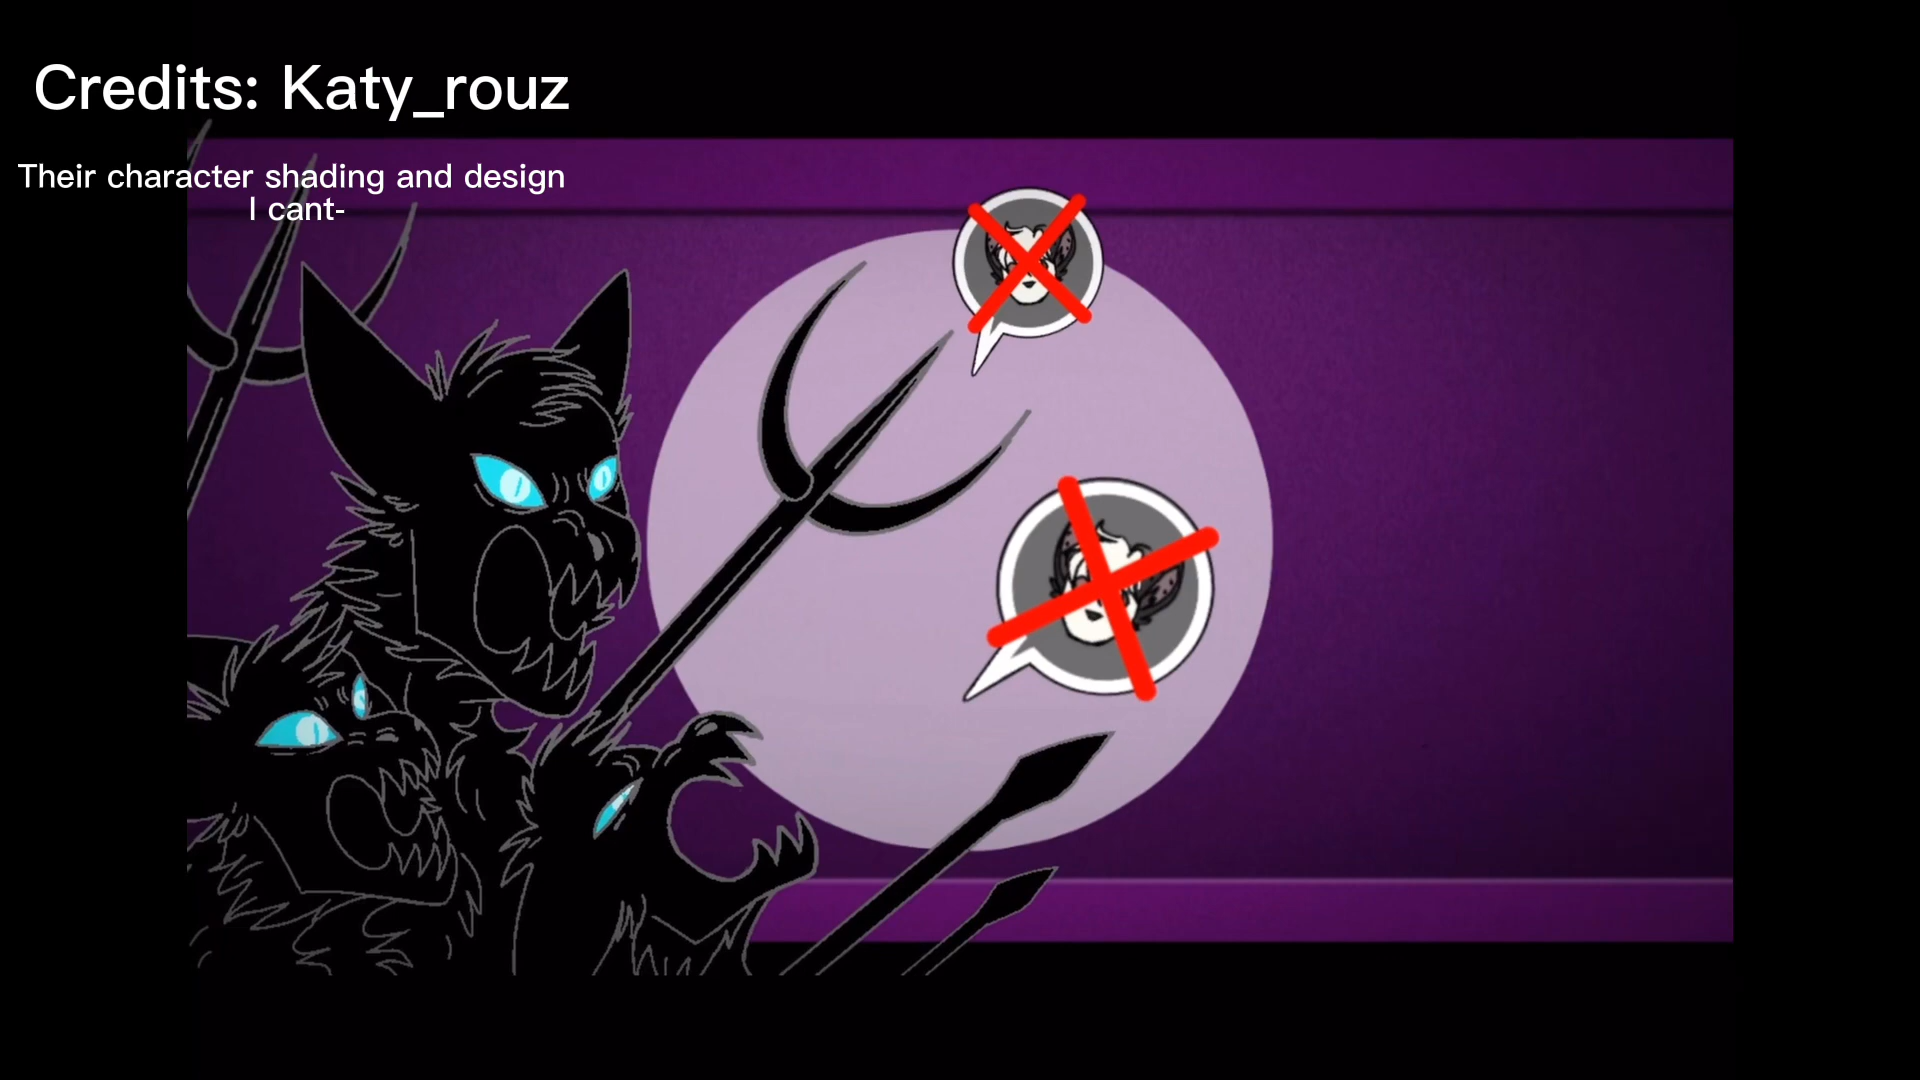 Credits: Katy_rouz
Their character shading and design
I cant-